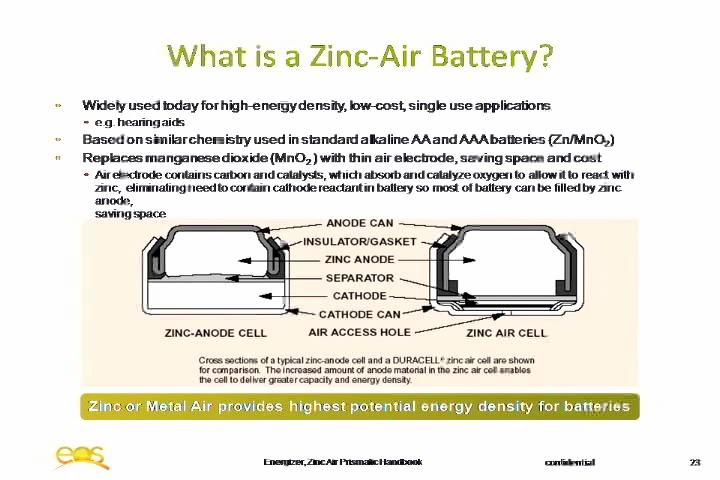 What is a Zinc-Air Battery?
Widely used today for high-energy density, low-cost, single use applications
e.g. hearing aids
Based on similar chemistry used in standard alkaline AA and AAA batteries (Zn/MnO2)
Replaces manganese dioxide (MnO2 ) with thin air electrode, saving space and cost
Air electrode contains carbon and catalysts, which absorb and catalyze oxygen to allow it to react with
zinc, eliminating need to contain cathode reactant in battery so most of battery can be filled by zinc
anode,
saving space
ANODE CAN
INSULATOR/GASKET
ZINC ANODE
SEPARATOR
CATHODE
CATHODE CAN
ZINC-ANODE CELL
AIR ACCESS HOLE
ZINC AIR CELL
Cross sections of a typical zinc-anode cell and a DURACELL® zinc air cell are shown
for comparison. The increased amount of anode material in the zinc air cell enables
the cell to deliver greater capacity and energy density.
Zinc or Metal Air provides highest potential energy density for batteries
eos
Energizer, Zinc Air Prismatic Handbook
confidential
23